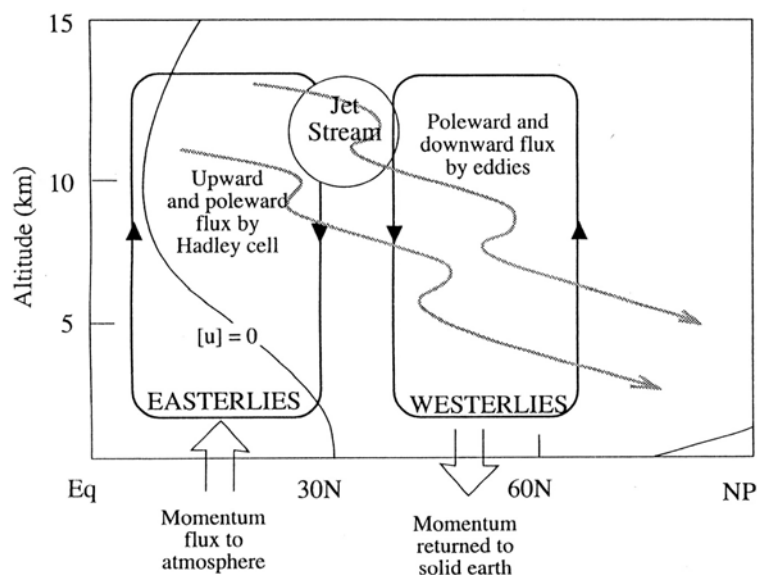 15
Jet
Stream
Poleward and
downward flux
by eddies
10
Upward
and poleward
flux by
Hadley cell
Altitude (km)
5
[u] = 0
EASTERLIES
WESTERLIES
Eq
30N
60N
NP
Momentum
flux to
atmosphere
Momentum
returned to
solid earth